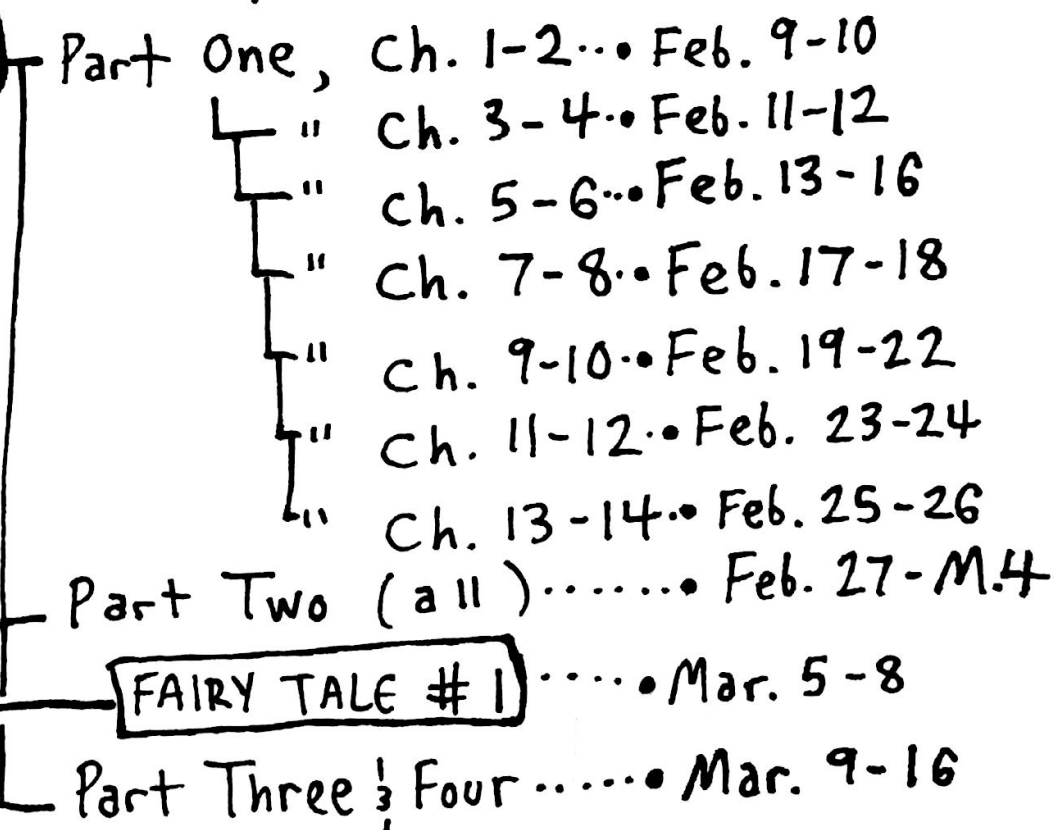 Part One, Ch. 1-2... Feb. 9-10
" Ch. 3-4... Feb. 11-12
" Ch. 5-6... Feb. 13-16
" Ch. 7-8... Feb. 17-18
" Ch. 9-10... Feb. 19-22
" Ch. 11-12... Feb. 23-24
" Ch. 13-14... Feb. 25-26
Part Two (all)....... Feb. 27-M.4
FAIRY TALE #1 ..... Mar. 5-8
Part Three & Four ...... Mar. 9-16